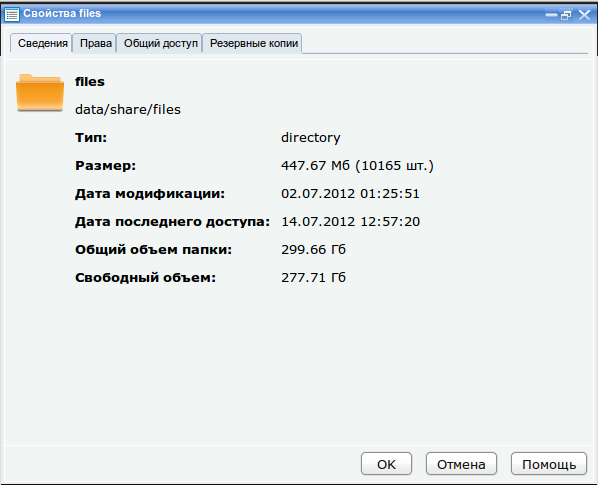 Свойства files
Сведения Права Общий доступ Резервные копии
files
data/share/files
Тип: directory
Размер: 447.67 Мб (10165 шт.)
Дата модификации: 02.07.2012 01:25:51
Дата последнего доступа: 14.07.2012 12:57:20
Общий объем папки: 299.66 Гб
Свободный объем: 277.71 Гб
OK Отмена Помощь